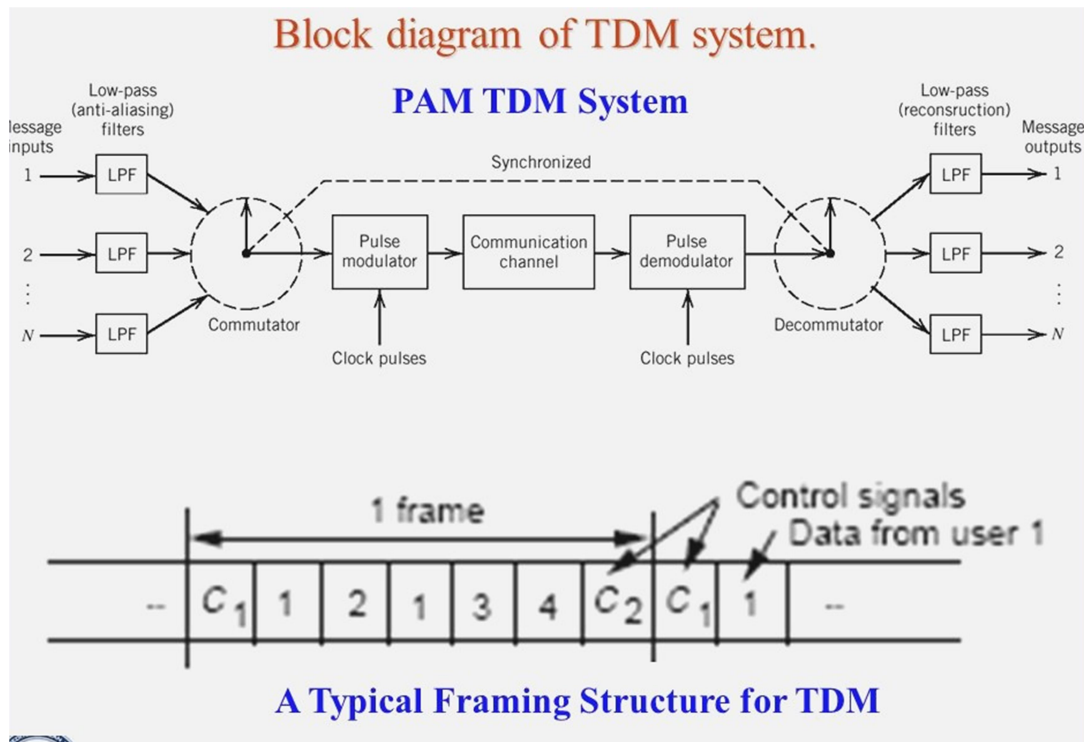 Block diagram of TDM system.
PAM TDM System
Low-pass
(anti-aliasing)
filters
Low-pass
(reconsruction)
filters
essage
nputs
Message
outputs
Synchronized
1
LPF
LPF
1
2
LPF
Pulse
modulator
Communication
channel
Pulse
demodulator
LPF
2
N
LPF
Commutator
Decommutator
LPF
N
Clock pulses
Clock pulses
1 frame
Control signals
Data from user 1
-- C1 1 2 1 3 4 C2 C1 1 --
A Typical Framing Structure for TDM